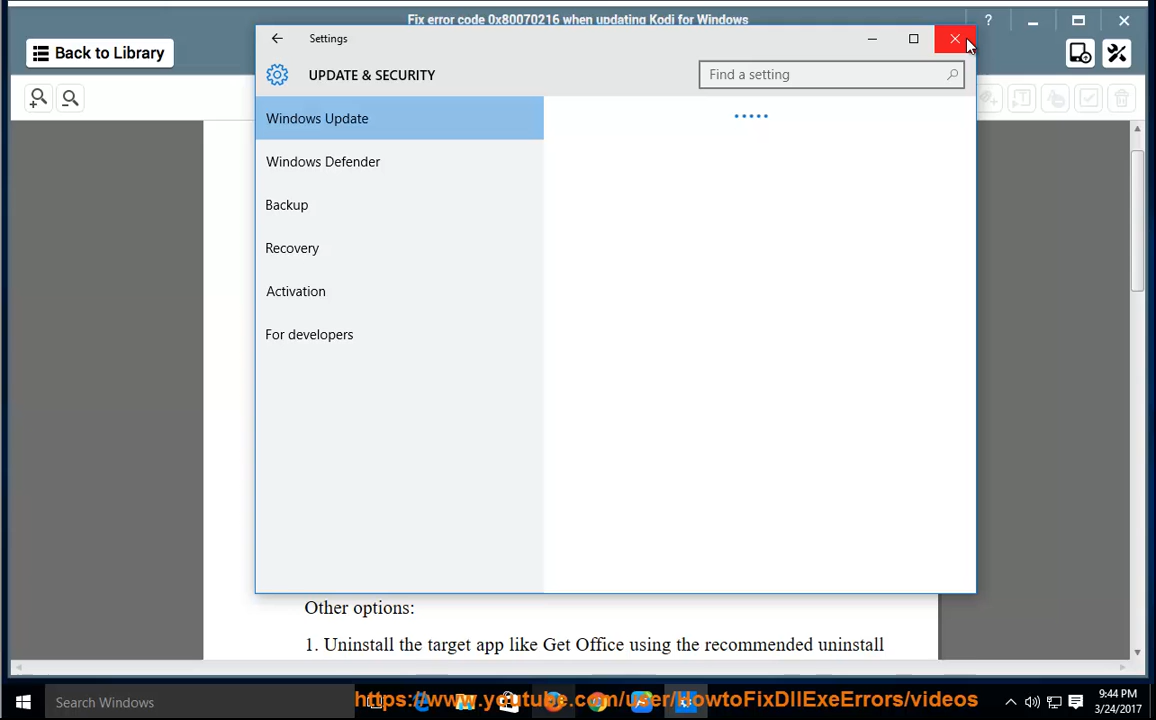 Fix error code 0x80070216 when updating Kodi for Windows
?
Back to Library
Settings
UPDATE & SECURITY
Find a setting
Windows Update
Windows Defender
Backup
Recovery
Activation
For developers
Other options:
1. Uninstall the target app like Get Office using the recommended uninstall
Search Windows
https://www.youtube.com/user/HowtoFixDllExeErrors/videos
9:44 PM
3/24/2017